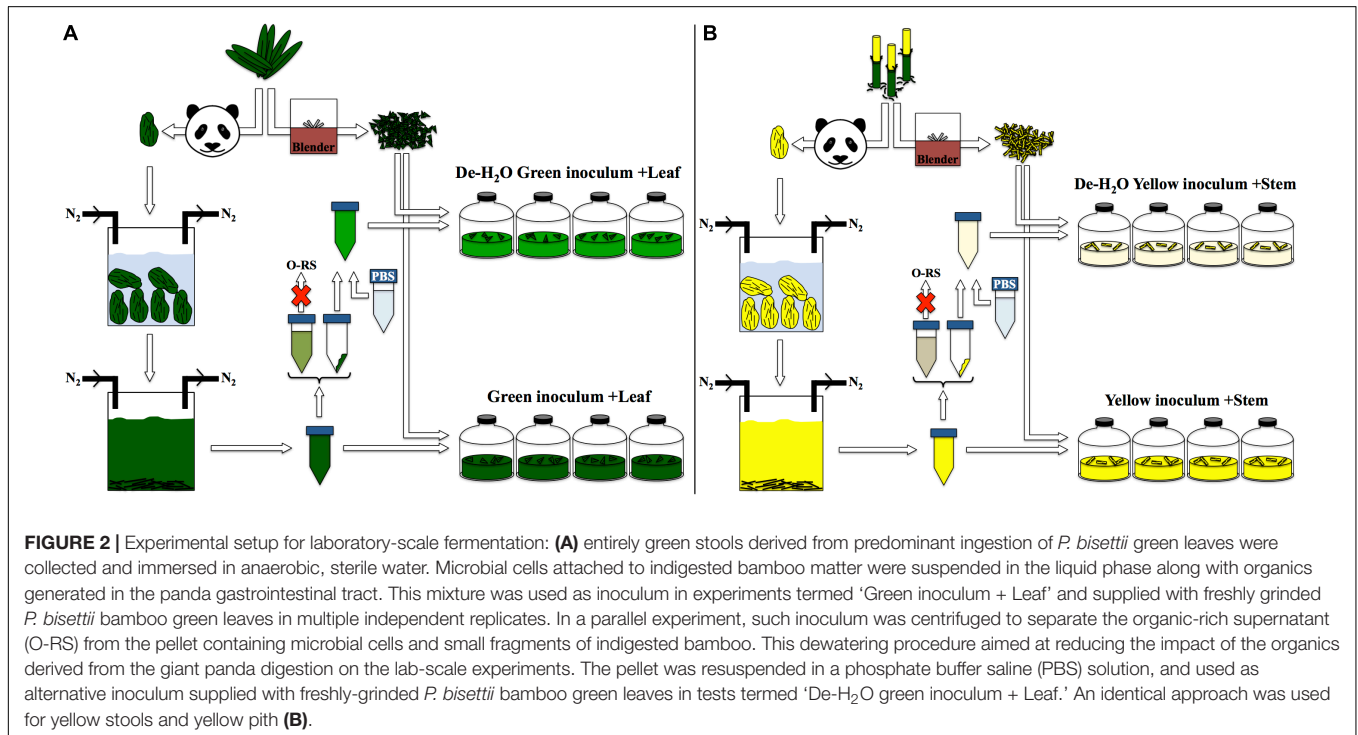 A
Blender
De-H₂O Green inoculum +Leaf
N₂
N₂
O-RS
PBS
N₂
N₂
Green inoculum +Leaf
B
Blender
De-H₂O Yellow inoculum +Stem
N₂
N₂
O-RS
PBS
N₂
N₂
Yellow inoculum +Stem
FIGURE 2 | Experimental setup for laboratory-scale fermentation: (A) entirely green stools derived from predominant ingestion of P. bisettii green leaves were
collected and immersed in anaerobic, sterile water. Microbial cells attached to indigested bamboo matter were suspended in the liquid phase along with organics
generated in the panda gastrointestinal tract. This mixture was used as inoculum in experiments termed ‘Green inoculum + Leaf’ and supplied with freshly grinded
P. bisettii bamboo green leaves in multiple independent replicates. In a parallel experiment, such inoculum was centrifuged to separate the organic-rich supernatant
(O-RS) from the pellet containing microbial cells and small fragments of indigested bamboo. This dewatering procedure aimed at reducing the impact of the organics
derived from the giant panda digestion on the lab-scale experiments. The pellet was resuspended in a phosphate buffer saline (PBS) solution, and used as
alternative inoculum supplied with freshly-grinded P. bisettii bamboo green leaves in tests termed ‘De-H₂O green inoculum + Leaf.’ An identical approach was used
for yellow stools and yellow pith (B).